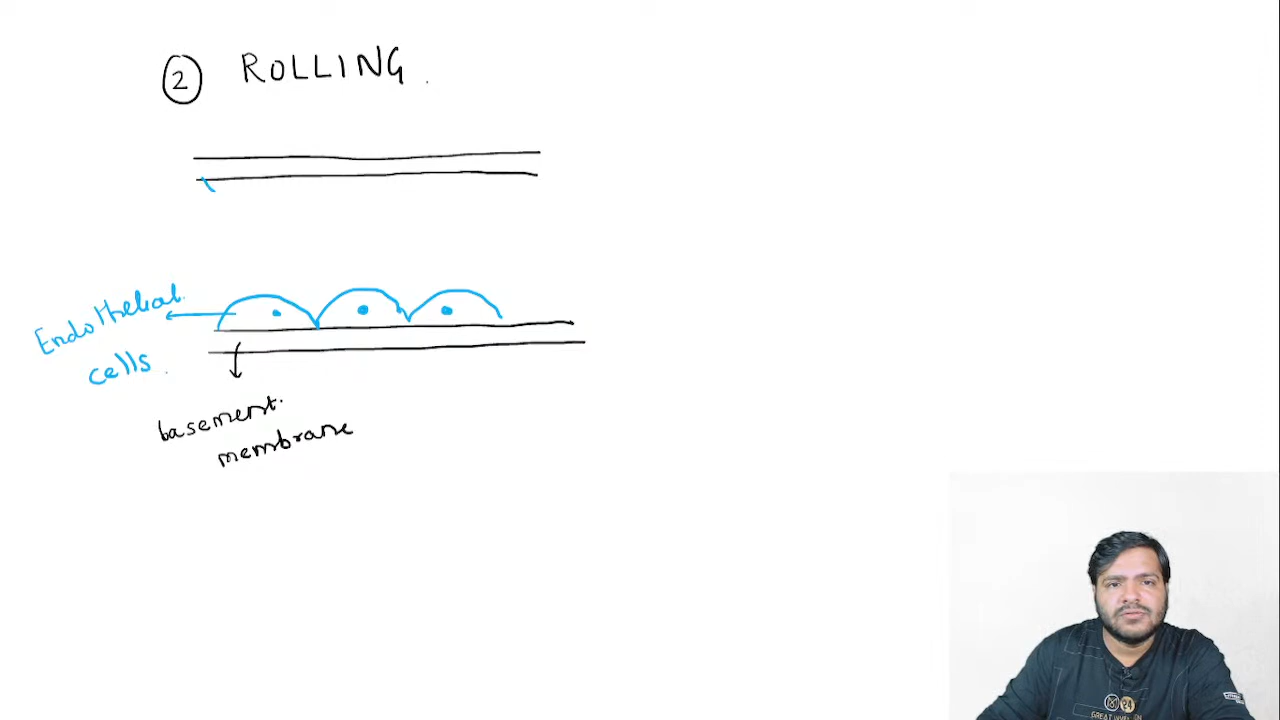 ② ROLLING.
Endothelial
cells.
basement.
membrane